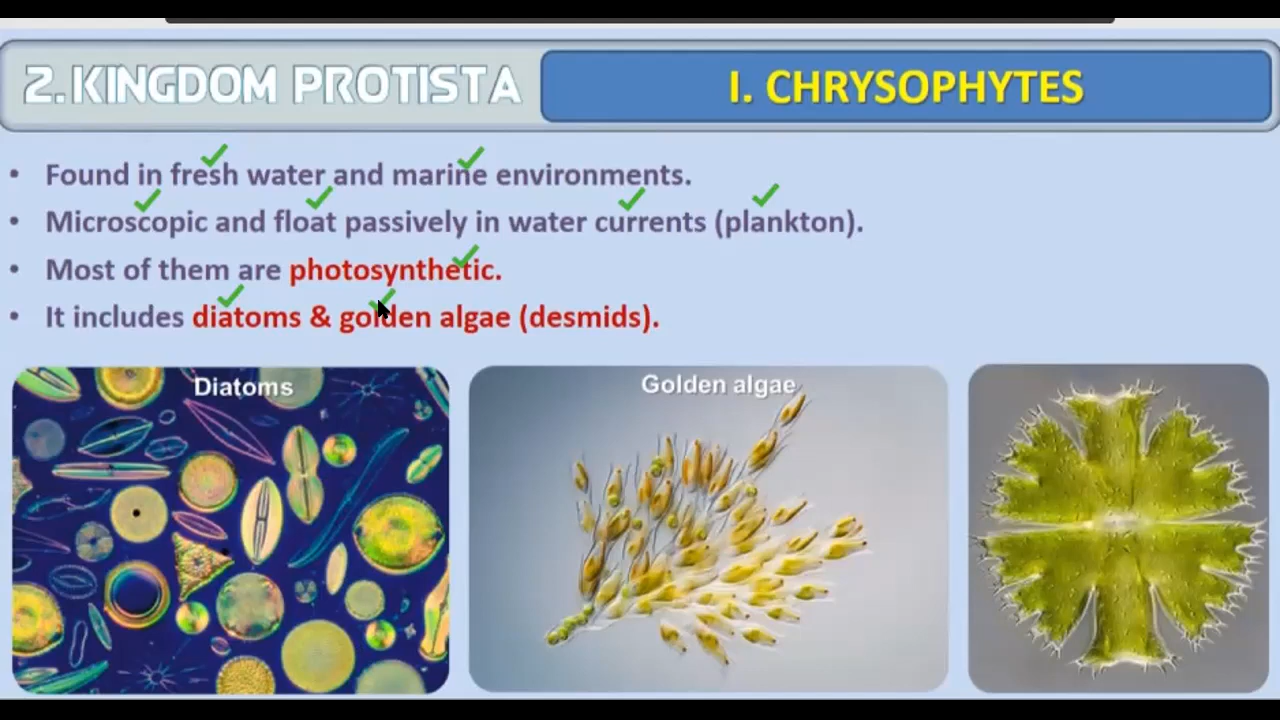 2. KINGDOM PROTISTA
I. CHRYSOPHYTES
• Found in fresh water and marine environments.
• Microscopic and float passively in water currents (plankton).
• Most of them are photosynthetic.
• It includes diatoms & golden algae (desmids).
Diatoms
Golden algae